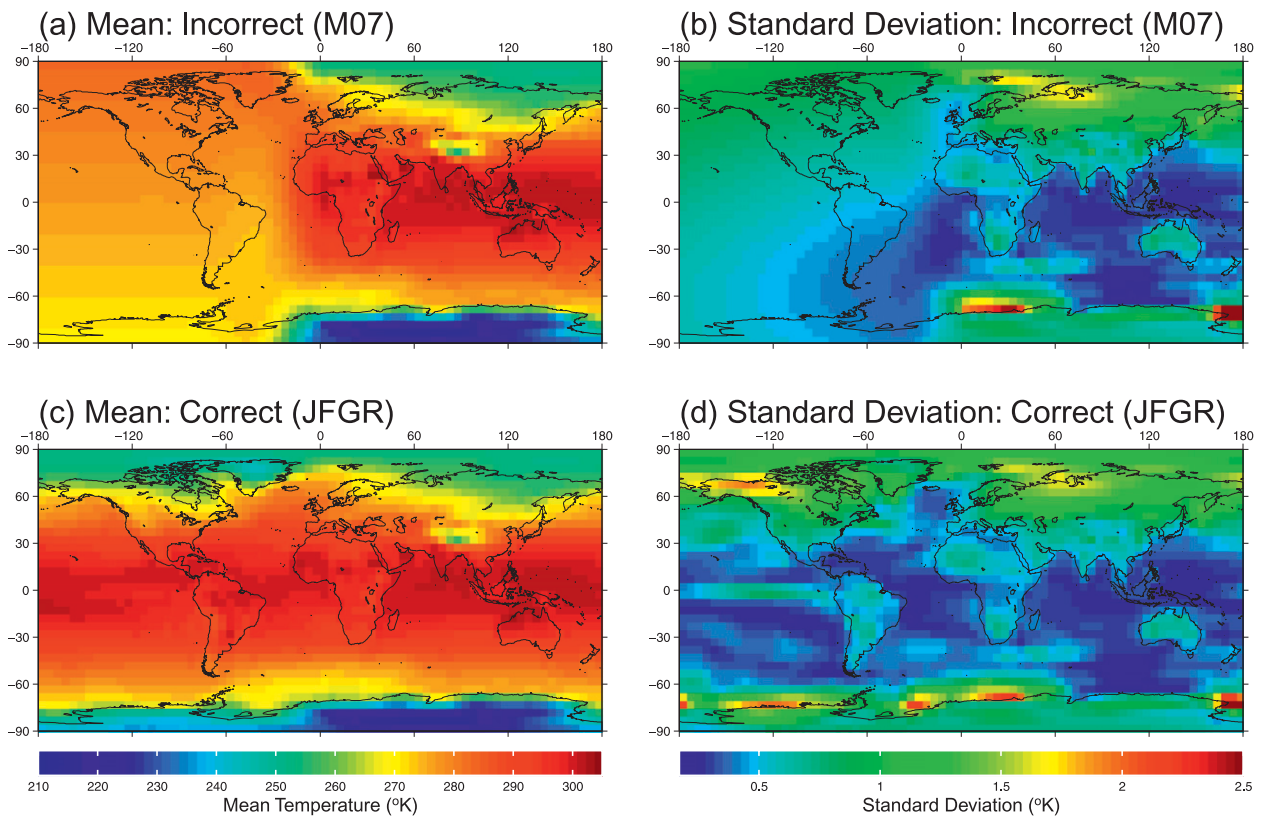 (a) Mean: Incorrect (M07)
(b) Standard Deviation: Incorrect (M07)
−180 −120 −60 0 60 120 180
−180 −120 −60 0 60 120 180
90
60
30
0
−30
−60
−90
90
60
30
0
−30
−60
−90
(c) Mean: Correct (JFGR)
(d) Standard Deviation: Correct (JFGR)
−180 −120 −60 0 60 120 180
−180 −120 −60 0 60 120 180
90
60
30
0
−30
−60
−90
90
60
30
0
−30
−60
−90
210 220 230 240 250 260 270 280 290 300
Mean Temperature (°K)
0.5 1 1.5 2 2.5
Standard Deviation (°K)